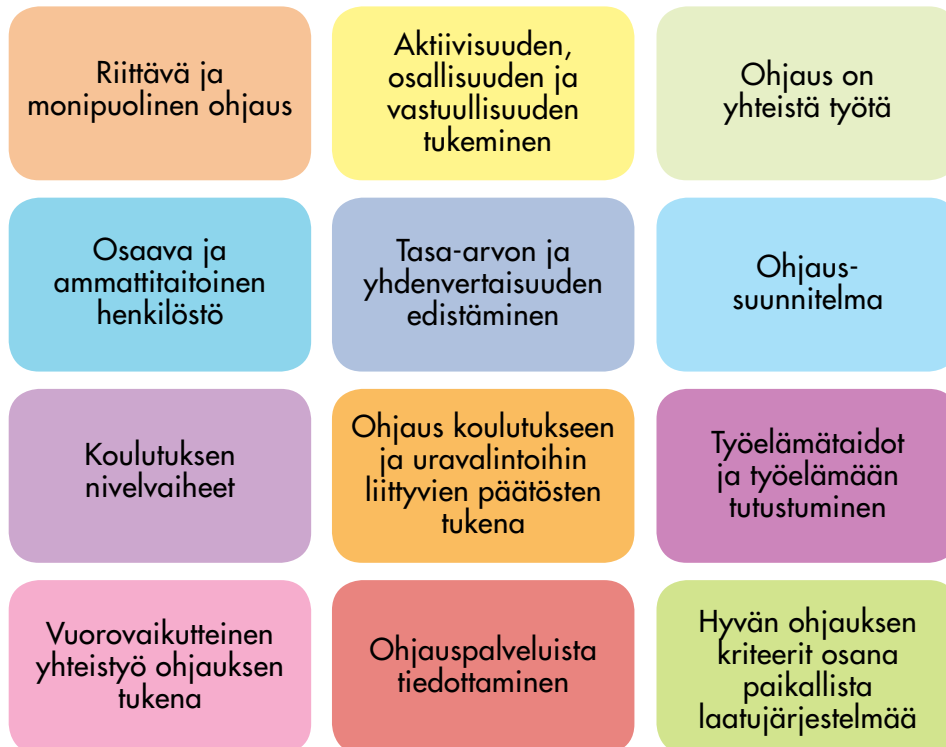 Riittävä ja
monipuolinen ohjaus
Aktiivisuuden,
osallisuuden ja
vastuullisuuden
tukeminen
Ohjaus on
yhteistä työtä
Osaava ja
ammattitaitoinen
henkilöstö
Tasa-arvon ja
yhdenvertaisuuden
edistäminen
Ohjaus-
suunnitelma
Koulutuksen
nivelvaiheet
Ohjaus koulutukseen
ja uravalintoihin
liittyvien päätösten
tukena
Työelämätaidot
ja työelämään
tutustuminen
Vuorovaikutteinen
yhteistyö ohjauksen
tukena
Ohjauspalveluista
tiedottaminen
Hyvän ohjauksen
kriteerit osana
paikallista
laatujärjestelmää